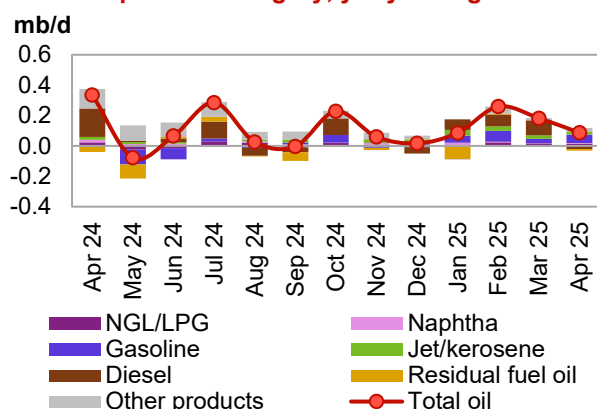 mb/d
0.6
0.4
0.2
0.0
-0.2
-0.4
Apr 24
May 24
Jun 24
Jul 24
Aug 24
Sep 24
Oct 24
Nov 24
Dec 24
Jan 25
Feb 25
Mar 25
Apr 25
NGL/LPG
Naphtha
Gasoline
Jet/kerosene
Diesel
Residual fuel oil
Other products
Total oil